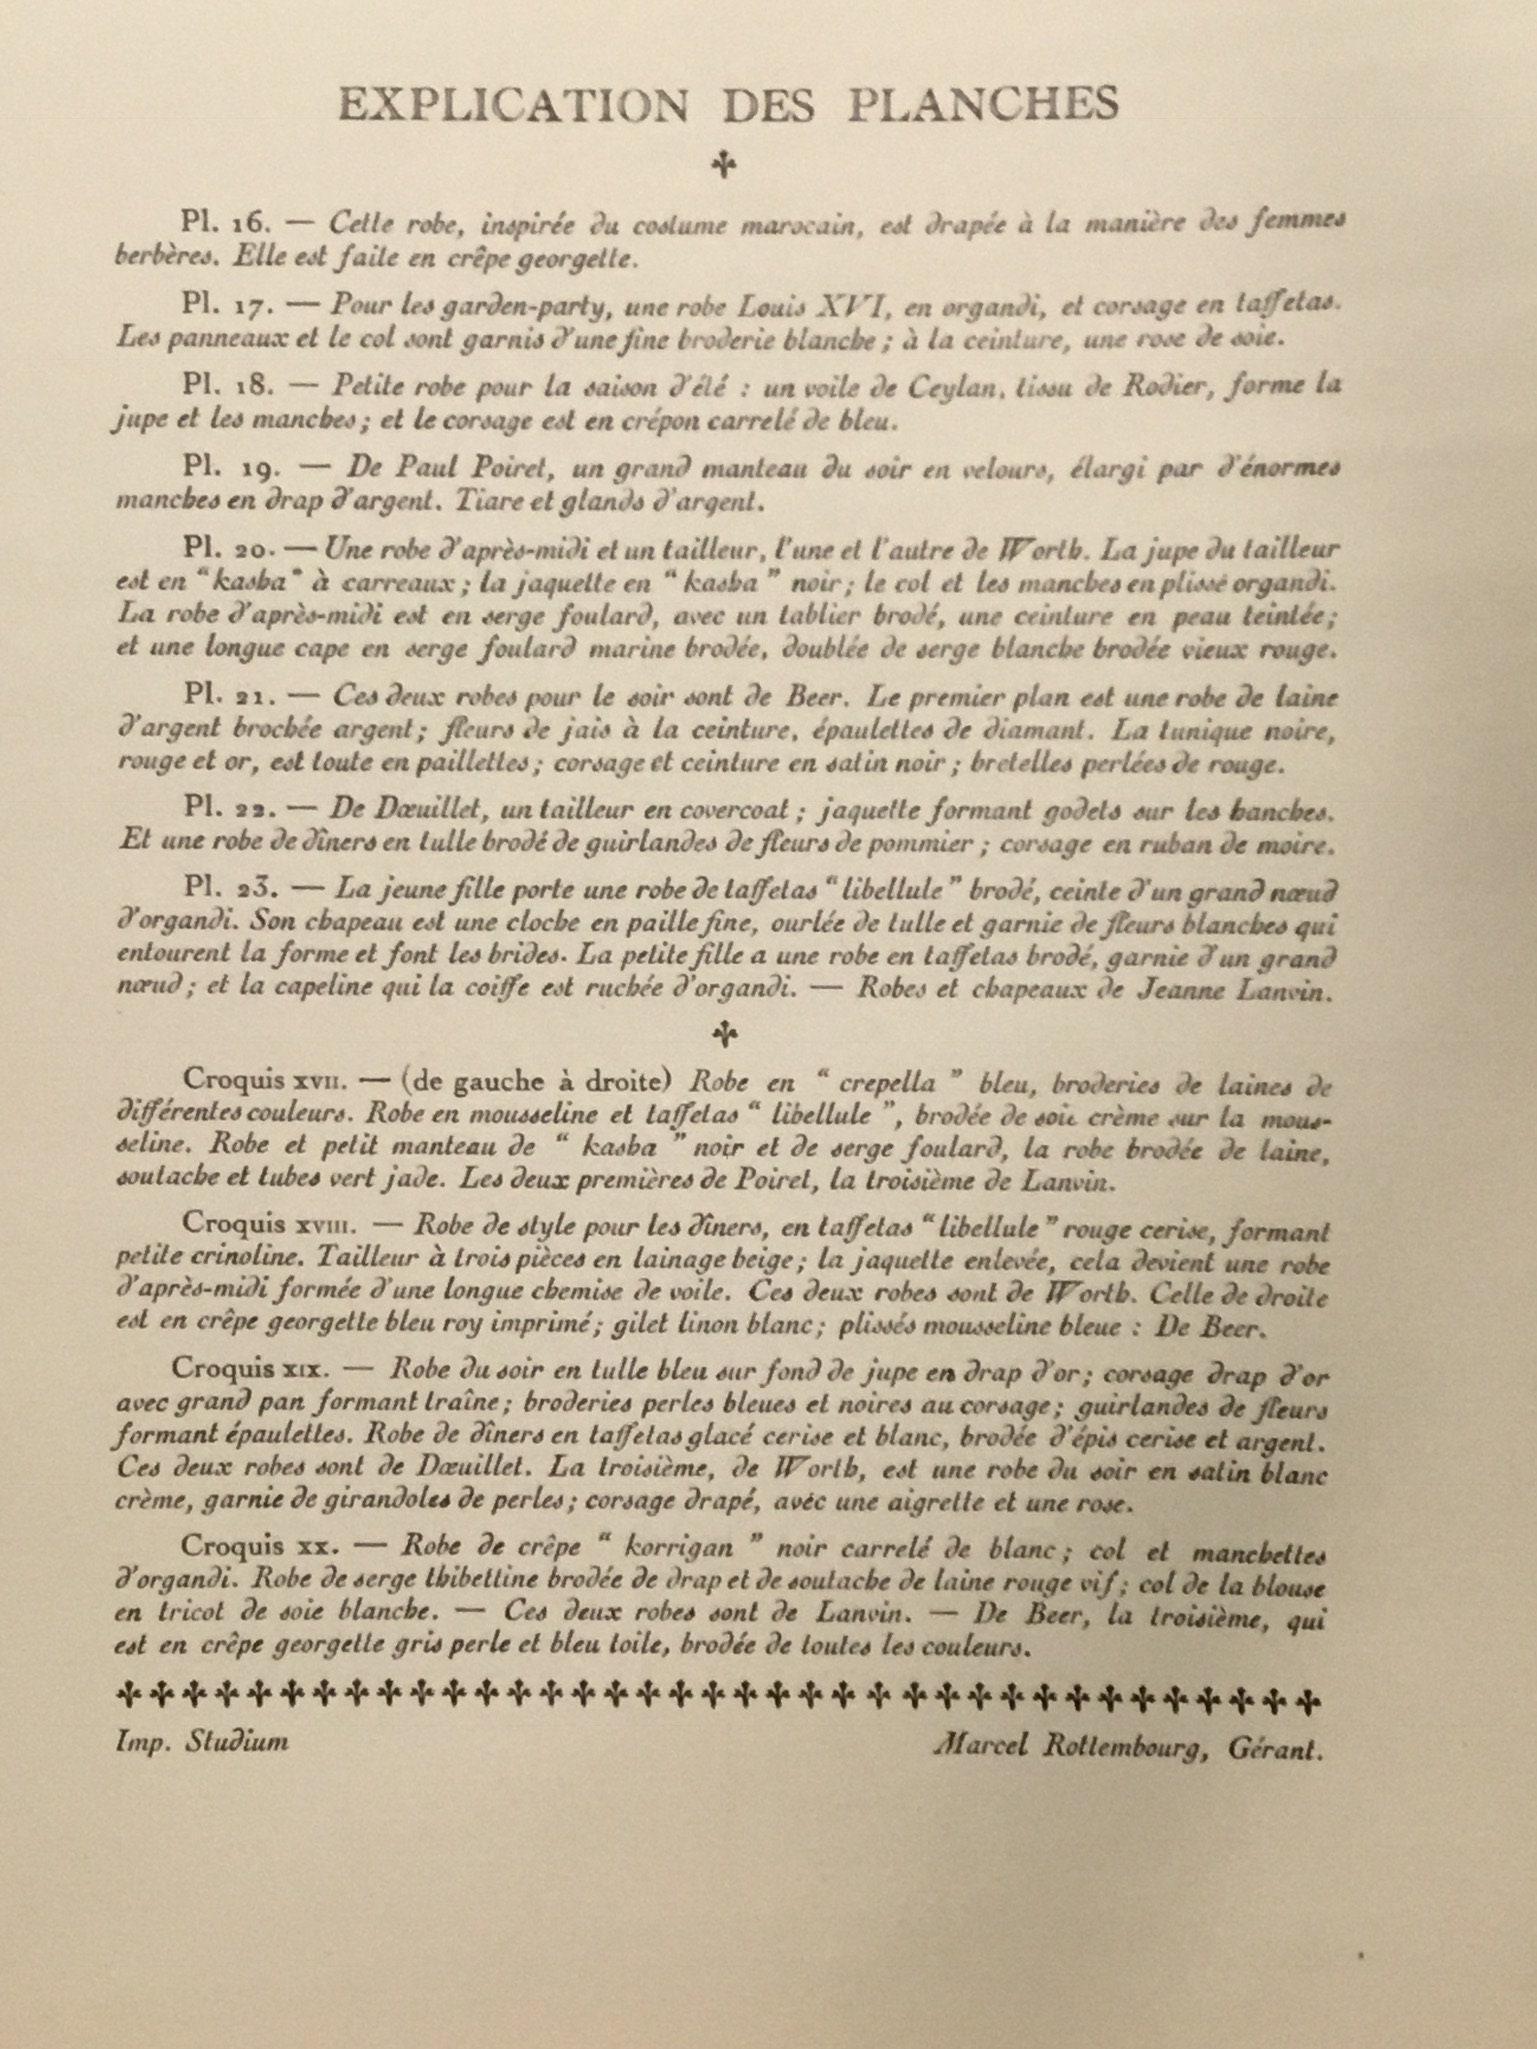 EXPLICATION DES PLANCHES
Pl. 16. — Cette robe, inspirée du costume marocain, est drapée à la manière des femmes
berbères. Elle est faite en crêpe georgette.
Pl. 17. — Pour les garden-party, une robe Louis XVI, en organdi, et corsage en taffetas.
Les panneaux et le col sont garnis d'une fine broderie blanche ; à la ceinture, une rose de soie.
Pl. 18. — Petite robe pour la saison d'été : un voile de Ceylan, tissu de Rodier, forme la
jupe et les manches ; et le corsage est en crépon carrelé de bleu.
Pl. 19. — De Paul Poiret, un grand manteau du soir en velours, élargi par d'énormes
manches en drap d'argent. Tiare et glands d'argent.
Pl. 20. — Une robe d'après-midi et un tailleur, l'une et l'autre de Worth. La jupe du tailleur
est en “ kasha " à carreaux ; la jaquette en “ kasha ” noir ; le col et les manches en plissé organdi.
La robe d'après-midi est en serge foulard, avec un tablier brodé, une ceinture en peau teintée ;
et une longue cape en serge foulard marine brodée, doublée de serge blanche brodée vieux rouge.
Pl. 21. — Ces deux robes pour le soir sont de Beer. Le premier plan est une robe de laine
d'argent brochée argent ; fleurs de jais à la ceinture, épaulettes de diamant. La tunique noire,
rouge et or, est toute en paillettes ; corsage et ceinture en satin noir ; bretelles perlées de rouge.
Pl. 22. — De Dœuillet, un tailleur en covercoat ; jaquette formant godets sur les hanches.
Et une robe de dîners en tulle brodé de guirlandes de fleurs de pommier ; corsage en ruban de moire.
Pl. 23. — La jeune fille porte une robe de taffetas “ libellule ” brodé, ceinte d'un grand nœud
d'organdi. Son chapeau est une cloche en paille fine, ourlée de tulle et garnie de fleurs blanches qui
entourent la forme et font les brides. La petite fille a une robe en taffetas brodé, garnie d'un grand
nœud ; et la capeline qui la coiffe est ruchée d'organdi. — Robes et chapeaux de Jeanne Lanvin.
Croquis XVII. — (de gauche à droite) Robe en “ crepella ” bleu, broderies de laines de
différentes couleurs. Robe en mousseline et taffetas “ libellule ”, brodée de soie crème sur la mous-
seline. Robe et petit manteau de “ kasha ” noir et de serge foulard, la robe brodée de laine,
soutache et tubes vert jade. Les deux premières de Poiret, la troisième de Lanvin.
Croquis XVIII. — Robe de style pour les dîners, en taffetas “ libellule ” rouge cerise, formant
petite crinoline. Tailleur à trois pièces en lainage beige ; la jaquette enlevée, cela devient une robe
d'après-midi formée d'une longue chemise de voile. Ces deux robes sont de Worth. Celle de droite
est en crêpe georgette bleu roy imprimé ; gilet linon blanc ; plissés mousseline bleue : De Beer.
Croquis XIX. — Robe du soir en tulle bleu sur fond de jupe en drap d'or ; corsage drap d'or
avec grand pan formant traîne ; broderies perles bleues et noires au corsage ; guirlandes de fleurs
formant épaulettes. Robe de dîners en taffetas glacé cerise et blanc, brodée d'épis cerise et argent.
Ces deux robes sont de Dœuillet. La troisième, de Worth, est une robe du soir en satin blanc
crème, garnie de girandoles de perles ; corsage drapé, avec une aigrette et une rose.
Croquis XX. — Robe de crêpe “ korrigan ” noir carrelé de blanc ; col et manchettes
d'organdi. Robe de serge thibettine brodée de drap et de soutache de laine rouge vif ; col de la blouse
en tricot de soie blanche. — Ces deux robes sont de Lanvin. — De Beer, la troisième, qui
est en crêpe georgette gris perle et bleu toile, brodée de toutes les couleurs.
Imp. Studium
Marcel Rottembourg, Gérant.